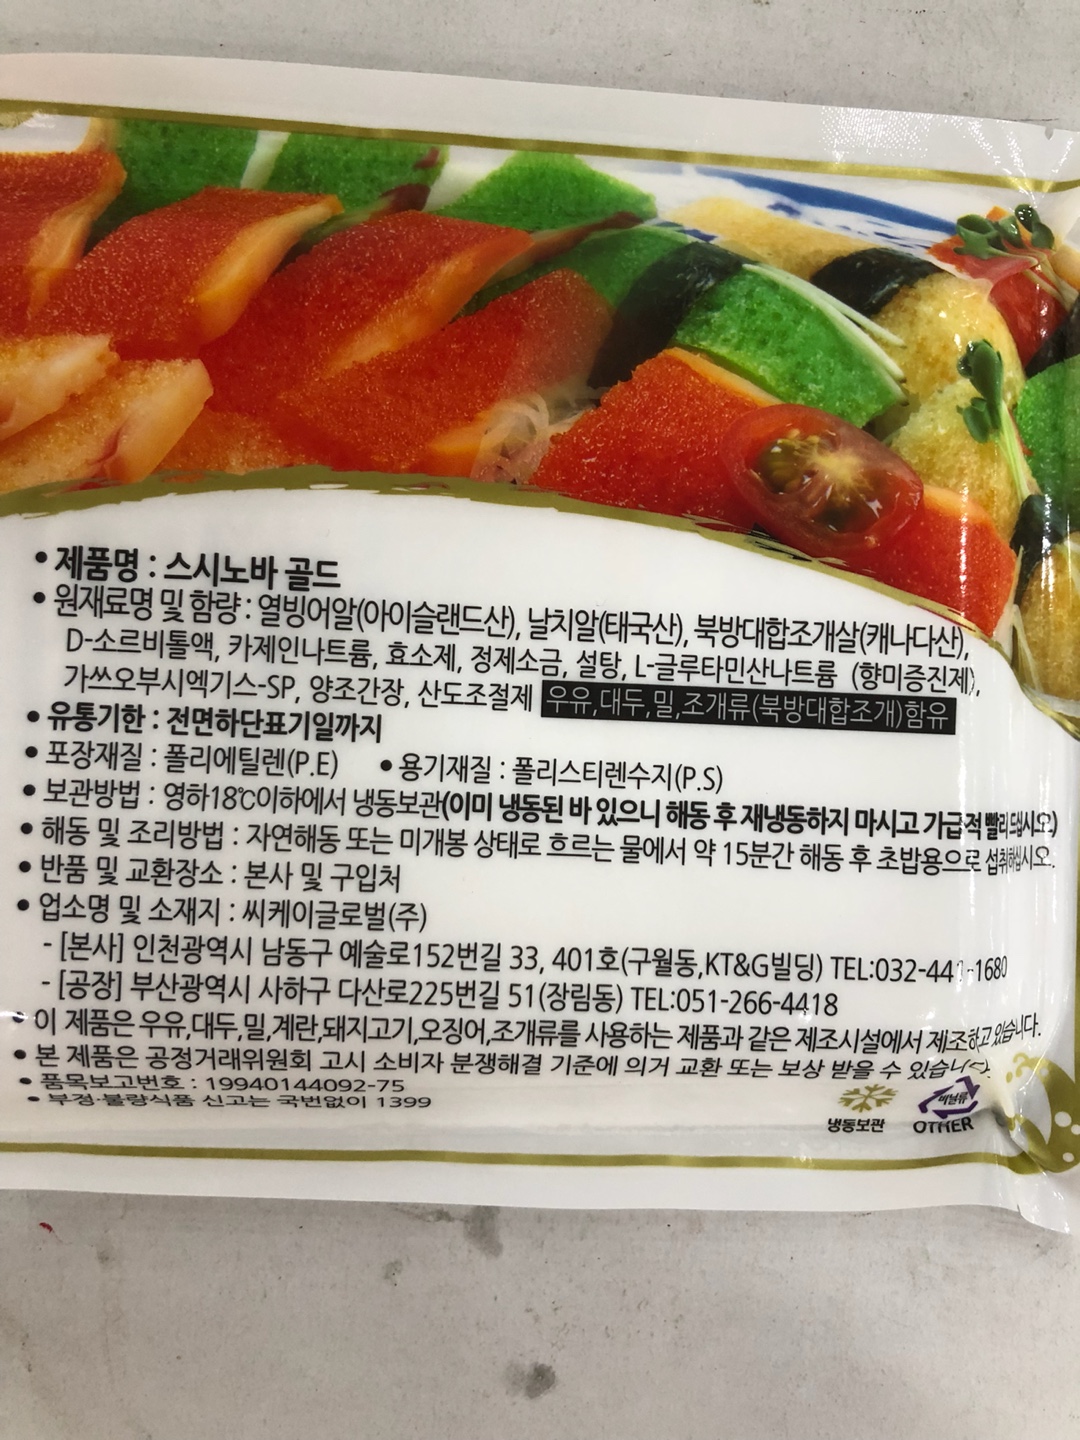 • 제품명 : 스시노바 골드
• 원재료명 및 함량 : 열빙어알(아이슬랜드산), 날치알(태국산), 북방대합조개살(캐나다산),
D-소르비톨액, 카제인나트륨, 효소제, 정제소금, 설탕, L-글루타민산나트륨 (향미증진제),
가쓰오부시엑기스-SP, 양조간장, 산도조절제 우유,대두,밀,조개류(북방대합조개)함유
• 유통기한 : 전면하단표기일까지
• 포장재질 : 폴리에틸렌(P.E) • 용기재질 : 폴리스티렌수지(P.S)
• 보관방법 : 영하18℃이하에서 냉동보관(이미 냉동된 바 있으니 해동 후 재냉동하지 마시고 가급적 빨리 드십시오)
• 해동 및 조리방법 : 자연해동 또는 미개봉 상태로 흐르는 물에서 약 15분간 해동 후 초밥용으로 섭취하십시오.
• 반품 및 교환장소 : 본사 및 구입처
• 업소명 및 소재지 : 씨케이글로벌(주)
- [본사] 인천광역시 남동구 예술로152번길 33, 401호(구월동,KT&G빌딩) TEL:032-441-1680
- [공장] 부산광역시 사하구 다산로225번길 51(장림동) TEL:051-266-4418
• 이 제품은 우유,대두,밀,계란,돼지고기,오징어,조개류를 사용하는 제품과 같은 제조시설에서 제조하고 있습니다.
• 본 제품은 공정거래위원회 고시 소비자 분쟁해결 기준에 의거 교환 또는 보상 받을 수 있습니다.
• 품목보고번호 : 19940144092-75
• 부정·불량식품 신고는 국번없이 1399
냉동보관
비닐류
OTHER